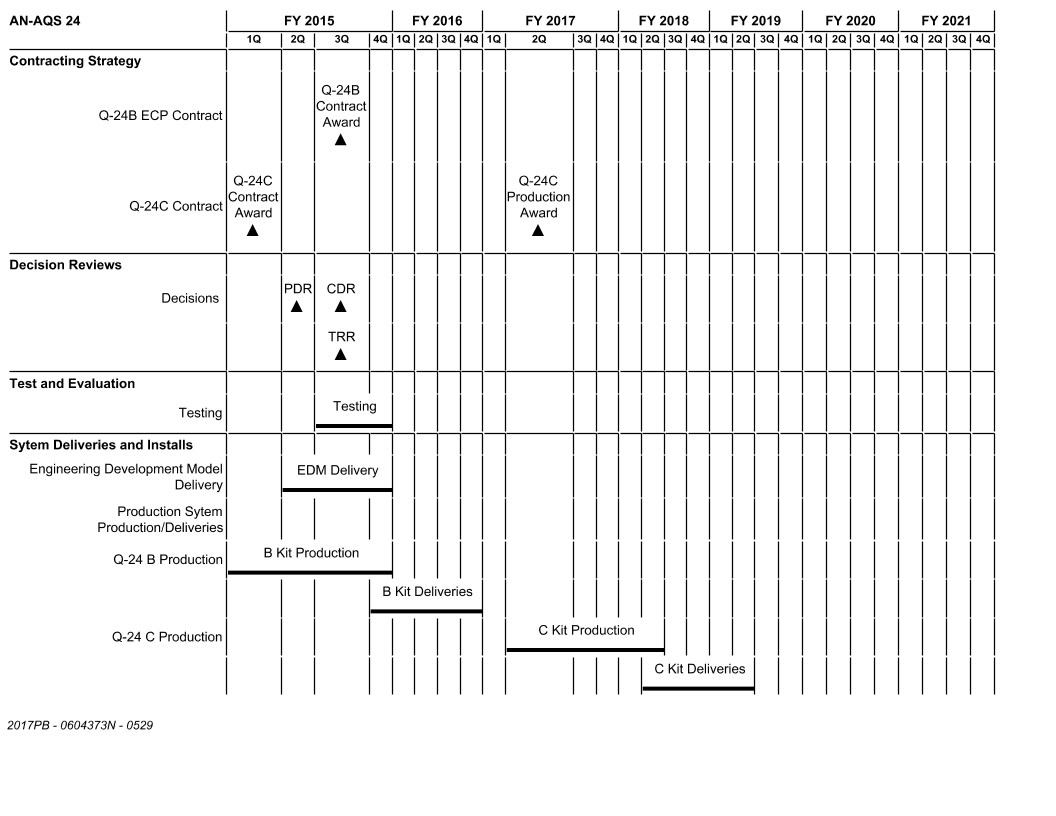 AN-AQS 24 FY 2015 FY 2016 FY 2017 FY 2018 FY 2019 FY 2020 FY 2021
1Q 2Q 3Q 4Q 1Q 2Q 3Q 4Q 1Q 2Q 3Q 4Q 1Q 2Q 3Q 4Q 1Q 2Q 3Q 4Q 1Q 2Q 3Q 4Q 1Q 2Q 3Q 4Q
Contracting Strategy
Q-24B ECP Contract
Q-24B
Contract
Award
Q-24C Contract
Q-24C
Contract
Award
Q-24C
Production
Award
Decision Reviews
Decisions
PDR CDR
TRR
Test and Evaluation
Testing
Testing
Sytem Deliveries and Installs
Engineering Development Model
Delivery
EDM Delivery
Production Sytem
Production/Deliveries
Q-24 B Production
B Kit Production
B Kit Deliveries
Q-24 C Production
C Kit Production
C Kit Deliveries
2017PB - 0604373N - 0529